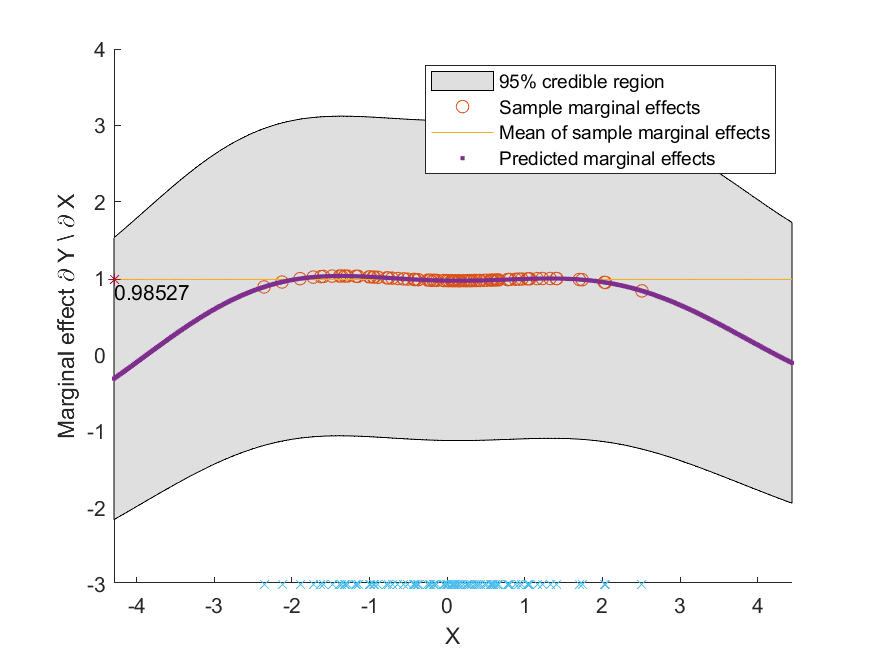 4
95% credible region
Sample marginal effects
3
Mean of sample marginal effects
Predicted marginal effects
2
1
0.98527
0
-1
-2
-3
Marginal effect ∂ Y \ ∂ X
-4 -3 -2 -1 0 1 2 3 4
X